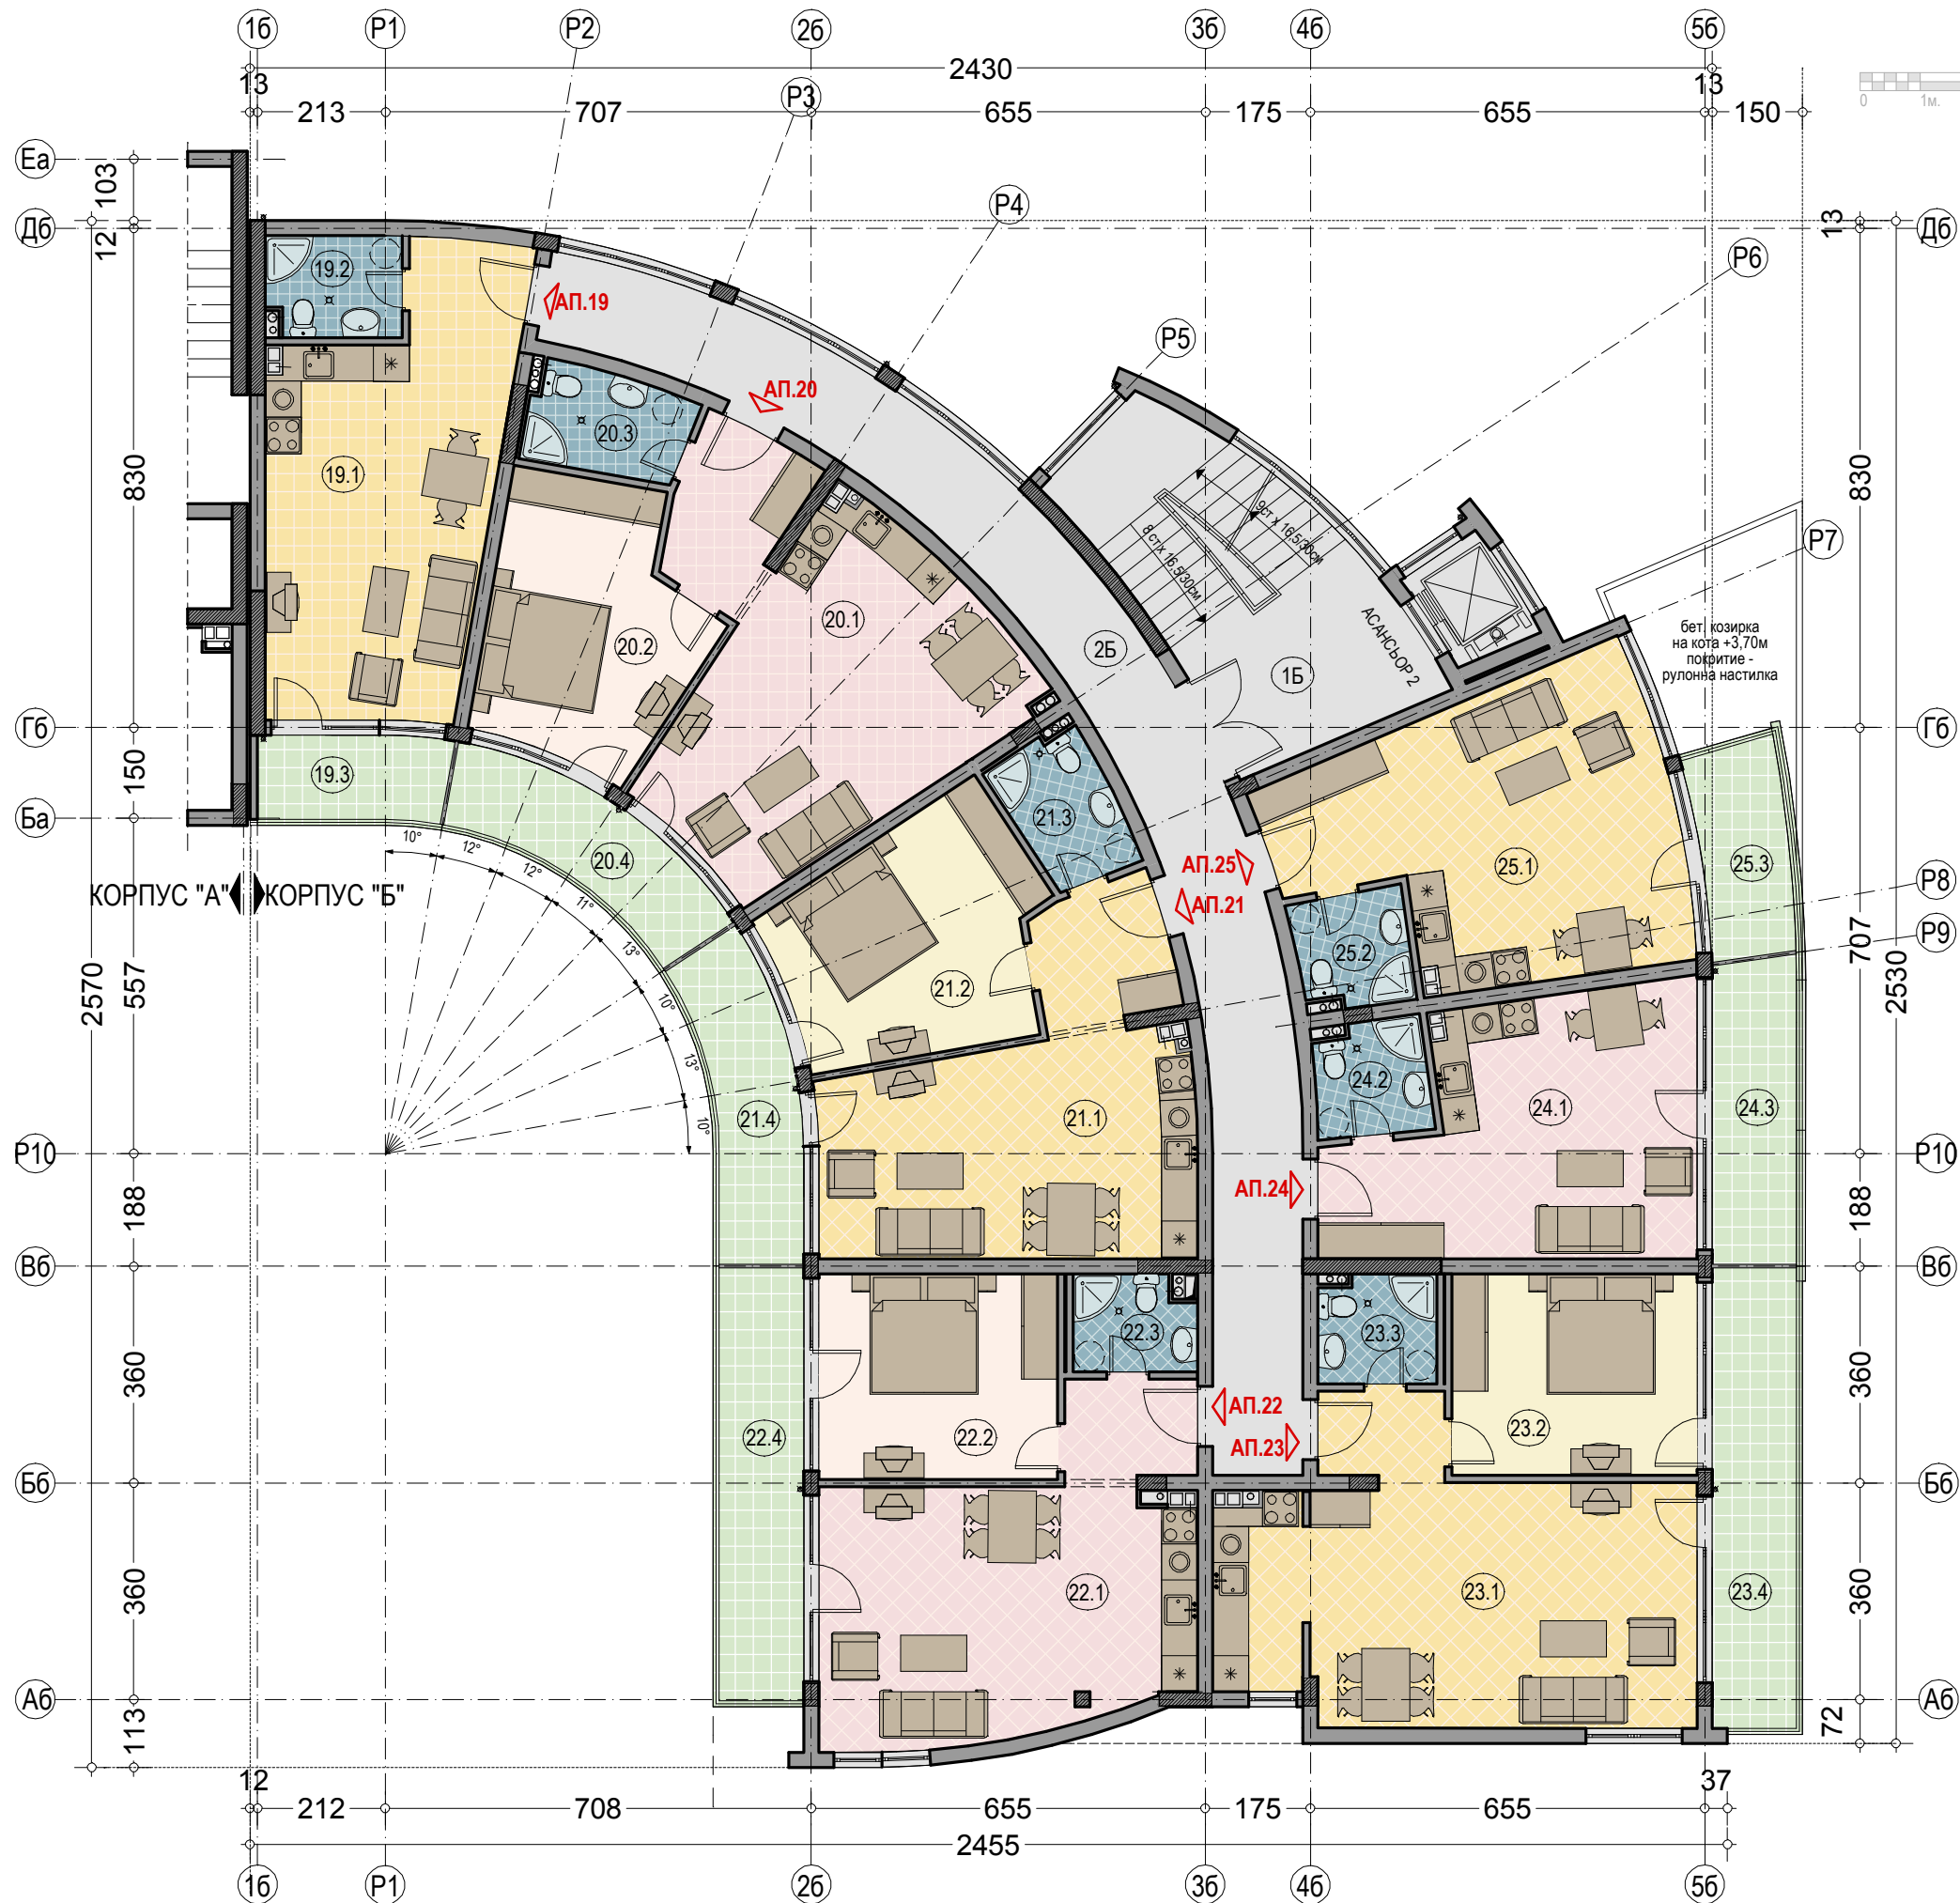 1б Р1 Р2 2б 3б 4б 5б
13 2430 13
213 707 655 175 655 150
0 1м.
Р3
Еа
103
Дб
12
13
Дб
Р4
Р6
Р5
Р7
19.2
АП.19
АП.20
20.3
19.1
830
830
9ст x 16,5/30см
8 ст x 16,5/30см
АСАНСЬОР 2
20.1
20.2
2Б
1Б
бет. козирка
на кота +3,70м
покритие -
рулонна настилка
Гб
Гб
19.3
150
Ба
21.3
20.4
10° 12° 12° 11° 13° 10° 13° 10°
КОРПУС "А" КОРПУС "Б"
АП.25
АП.21
25.1
25.3
Р8
Р9
25.2
21.2
2570
557
707
2530
24.2
21.4
21.1
24.1
24.3
Р10
Р10
АП.24
188
188
Вб
Вб
22.3
23.3
360
360
АП.22
АП.23
22.4
22.2
23.2
Бб
Бб
22.1
23.1
23.4
360
360
Аб
Аб
113
72
12 37
212 708 655 175 655
2455
1б Р1 2б 3б 4б 5б